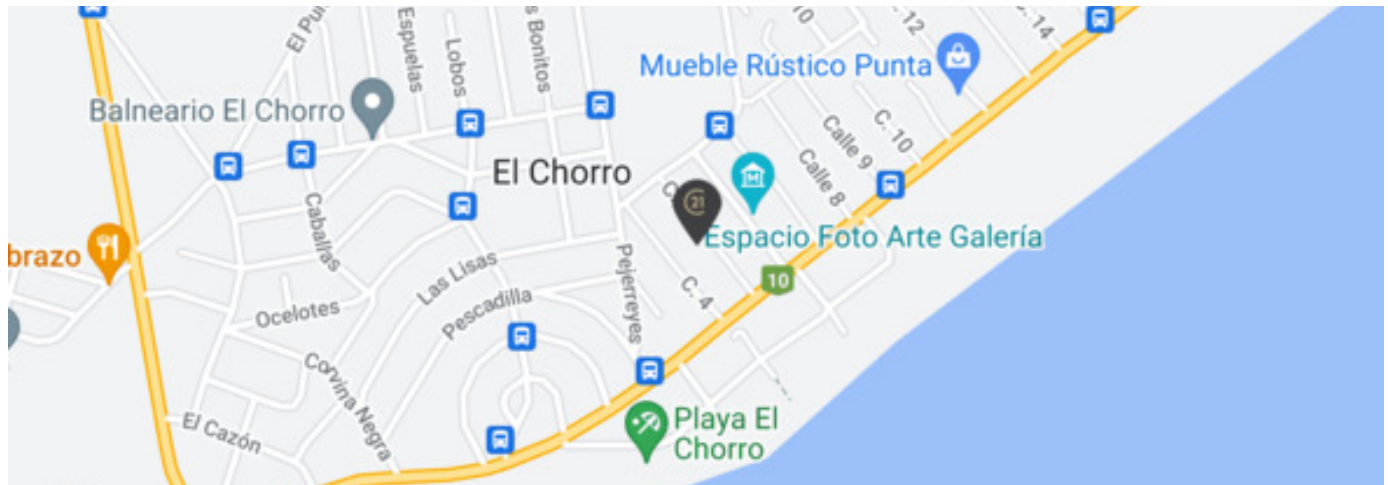 El Pu
Espuelas
Lobos
s Bonitos
10
C. 12
C. 14
Mueble Rústico Punta
Balneario El Chorro
C. 10
Calle 9
Calle 8
El Chorro
C.
21
Caballas
Espacio Foto Arte Galería
brazo
Las Lisas
Pejerreyes
10
C. 4
Pescadilla
Ocelotes
Corvina Negra
El Cazón
Playa El
Chorro